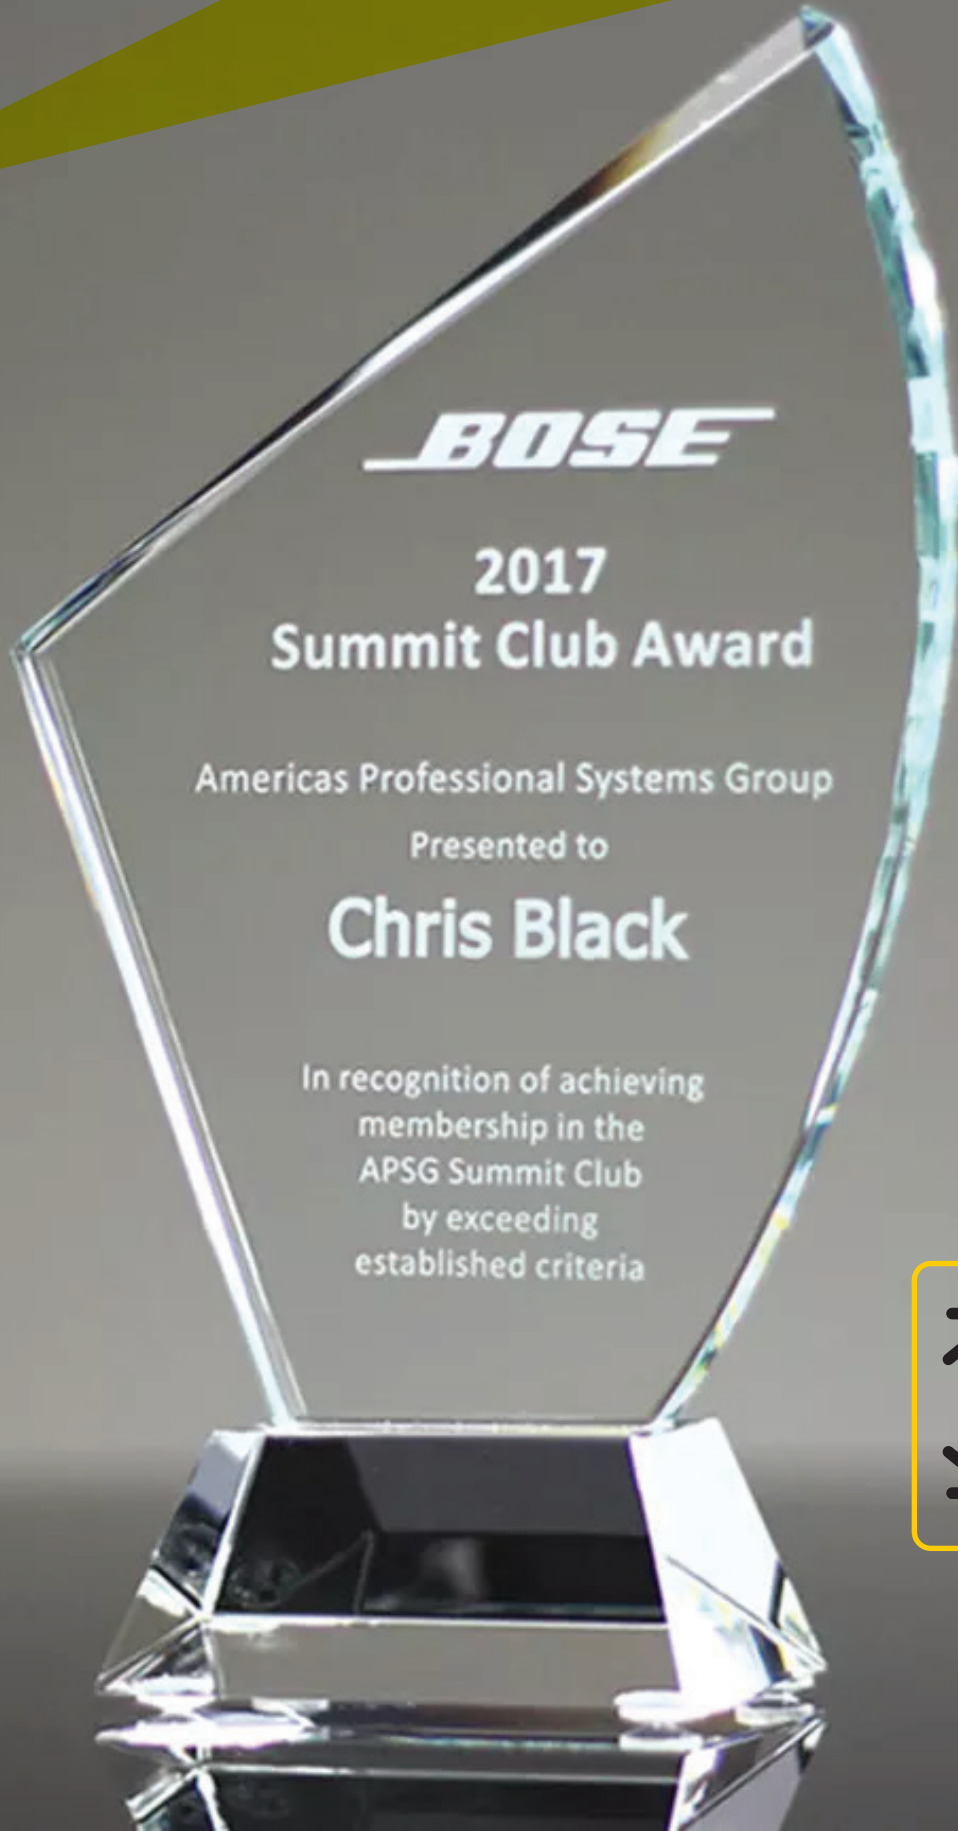 BOSE
2017
Summit Club Award
Americas Professional Systems Group
Presented to
Chris Black
In recognition of achieving
membership in the
APSG Summit Club
by exceeding
established criteria